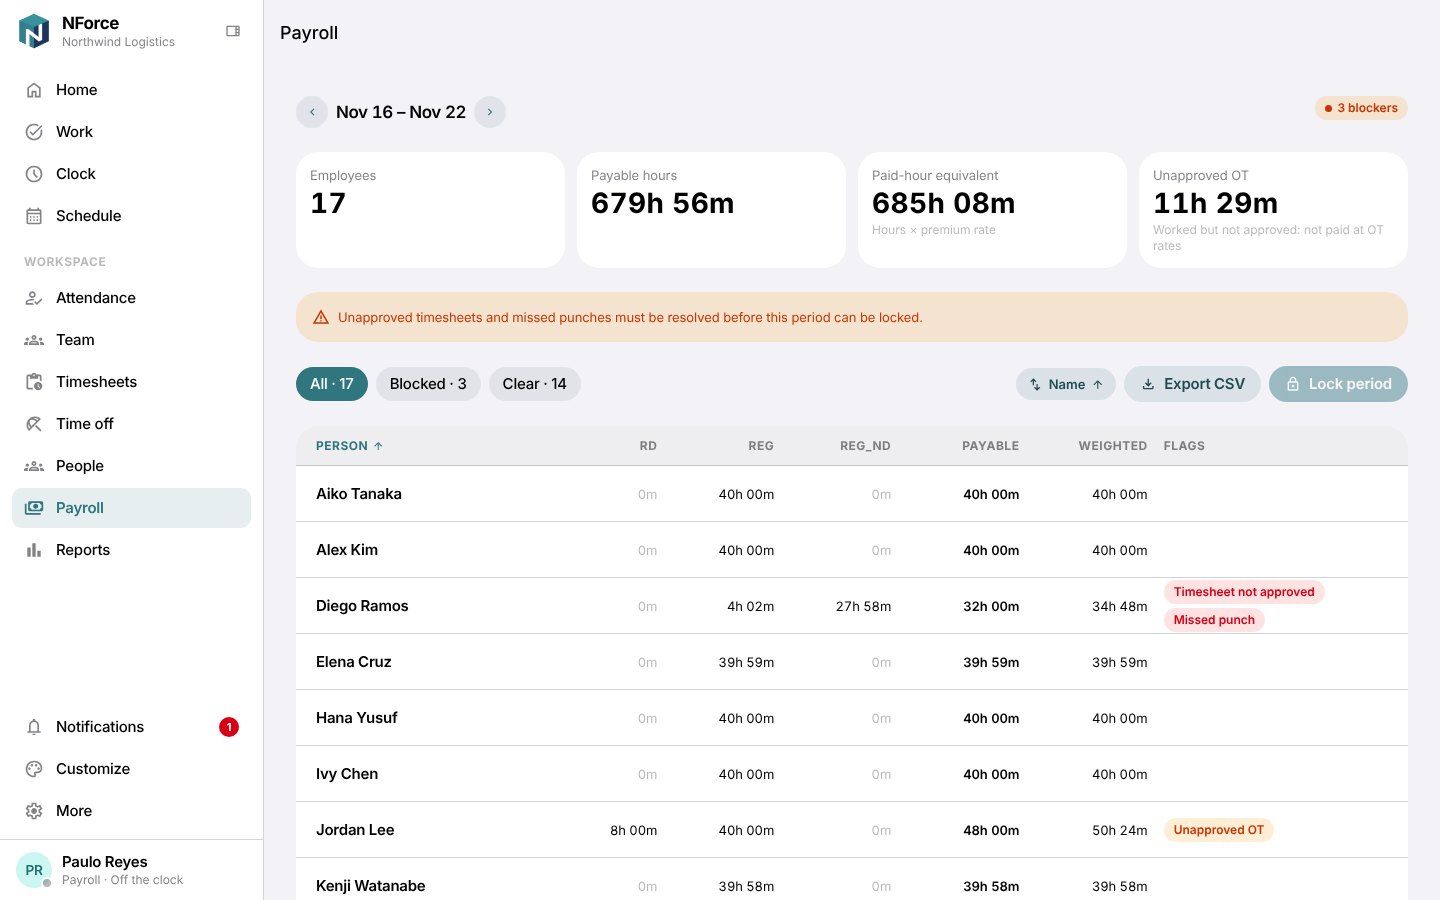 NForce
Northwind Logistics
Home
Work
Clock
Schedule
WORKSPACE
Attendance
Team
Timesheets
Time off
People
Payroll
Reports
Notifications 1
Customize
More
PR
Paulo Reyes
Payroll · Off the clock
Payroll
Nov 16 – Nov 22
3 blockers
Employees
17
Payable hours
679h 56m
Paid-hour equivalent
685h 08m
Hours × premium rate
Unapproved OT
11h 29m
Worked but not approved: not paid at OT
rates
Unapproved timesheets and missed punches must be resolved before this period can be locked.
All · 17 Blocked · 3 Clear · 14 Name ↑ Export CSV Lock period
PERSON ↑ RD REG REG_ND PAYABLE WEIGHTED FLAGS
Aiko Tanaka 0m 40h 00m 0m 40h 00m 40h 00m
Alex Kim 0m 40h 00m 0m 40h 00m 40h 00m
Diego Ramos 0m 4h 02m 27h 58m 32h 00m 34h 48m Timesheet not approved
Missed punch
Elena Cruz 0m 39h 59m 0m 39h 59m 39h 59m
Hana Yusuf 0m 40h 00m 0m 40h 00m 40h 00m
Ivy Chen 0m 40h 00m 0m 40h 00m 40h 00m
Jordan Lee 8h 00m 40h 00m 0m 48h 00m 50h 24m Unapproved OT
Kenji Watanabe 0m 39h 58m 0m 39h 58m 39h 58m